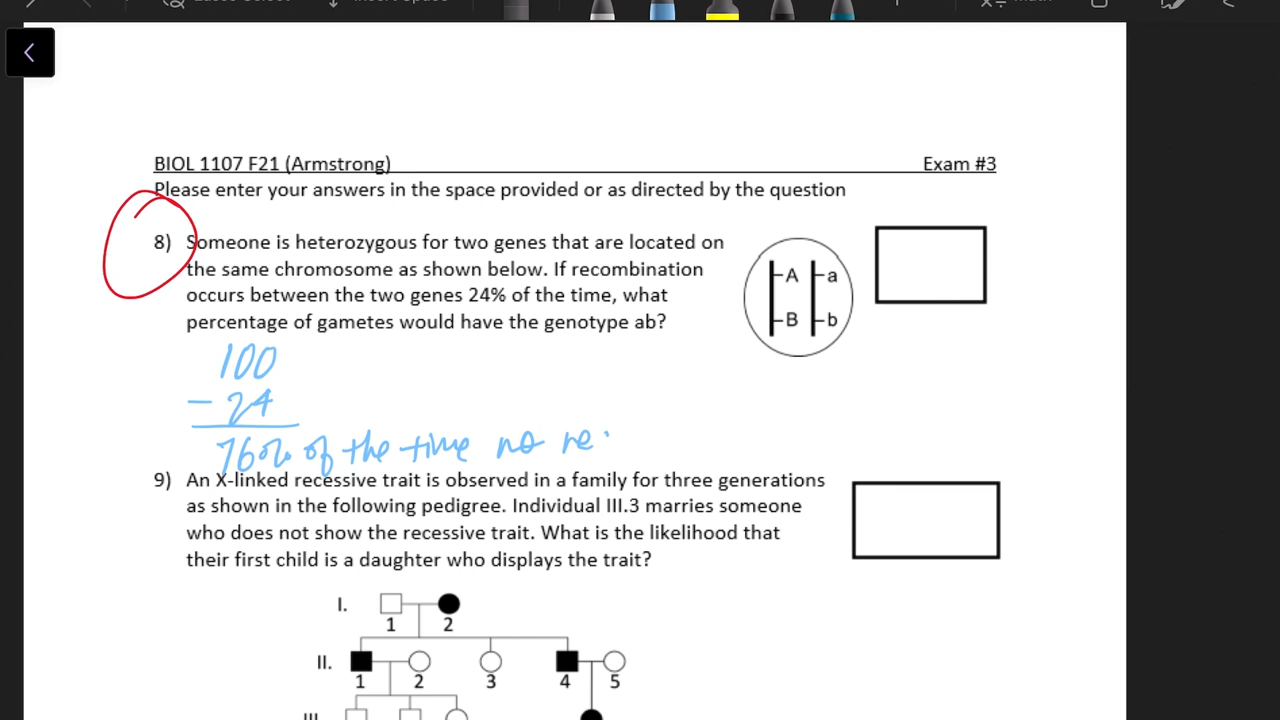 BIOL 1107 F21 (Armstrong) Exam #3
Please enter your answers in the space provided or as directed by the question
8) Someone is heterozygous for two genes that are located on
the same chromosome as shown below. If recombination
occurs between the two genes 24% of the time, what
percentage of gametes would have the genotype ab?
A a
B b
100
- 24
76% of the time no re
9) An X-linked recessive trait is observed in a family for three generations
as shown in the following pedigree. Individual III.3 marries someone
who does not show the recessive trait. What is the likelihood that
their first child is a daughter who displays the trait?
I.
1 2
II.
1 2 3 4 5